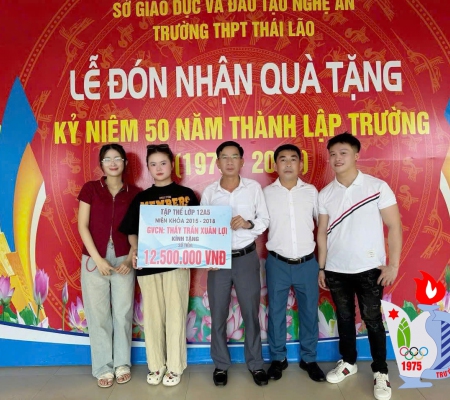 SỞ GIÁO DỤC VÀ ĐÀO TẠO NGHỆ AN
TRƯỜNG THPT THÁI LÃO
LỄ ĐÓN NHẬN QUÀ TẶNG
KỶ NIỆM 50 NĂM THÀNH LẬP TRƯỜNG
TẬP THỂ LỚP 12A5
NIÊN KHÓA 2015 - 2018
GVCN: THẦY TRẦN XUÂN LỢI
KÍNH TẶNG
12.500.000 VNĐ
1975